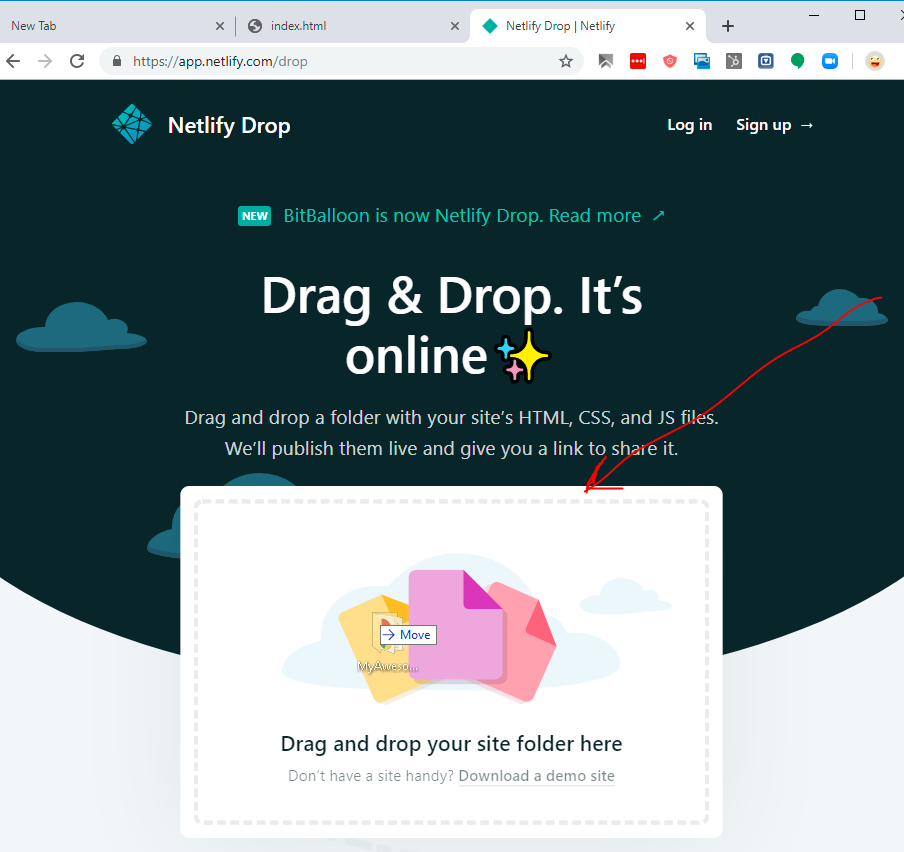 New Tab
index.html
Netlify Drop | Netlify
https://app.netlify.com/drop
Netlify Drop
Log in
Sign up →
NEW BitBalloon is now Netlify Drop. Read more ↗
Drag & Drop. It’s
online✨
Drag and drop a folder with your site’s HTML, CSS, and JS files.
We’ll publish them live and give you a link to share it.
→ Move
MyAweso...
Drag and drop your site folder here
Don’t have a site handy? Download a demo site